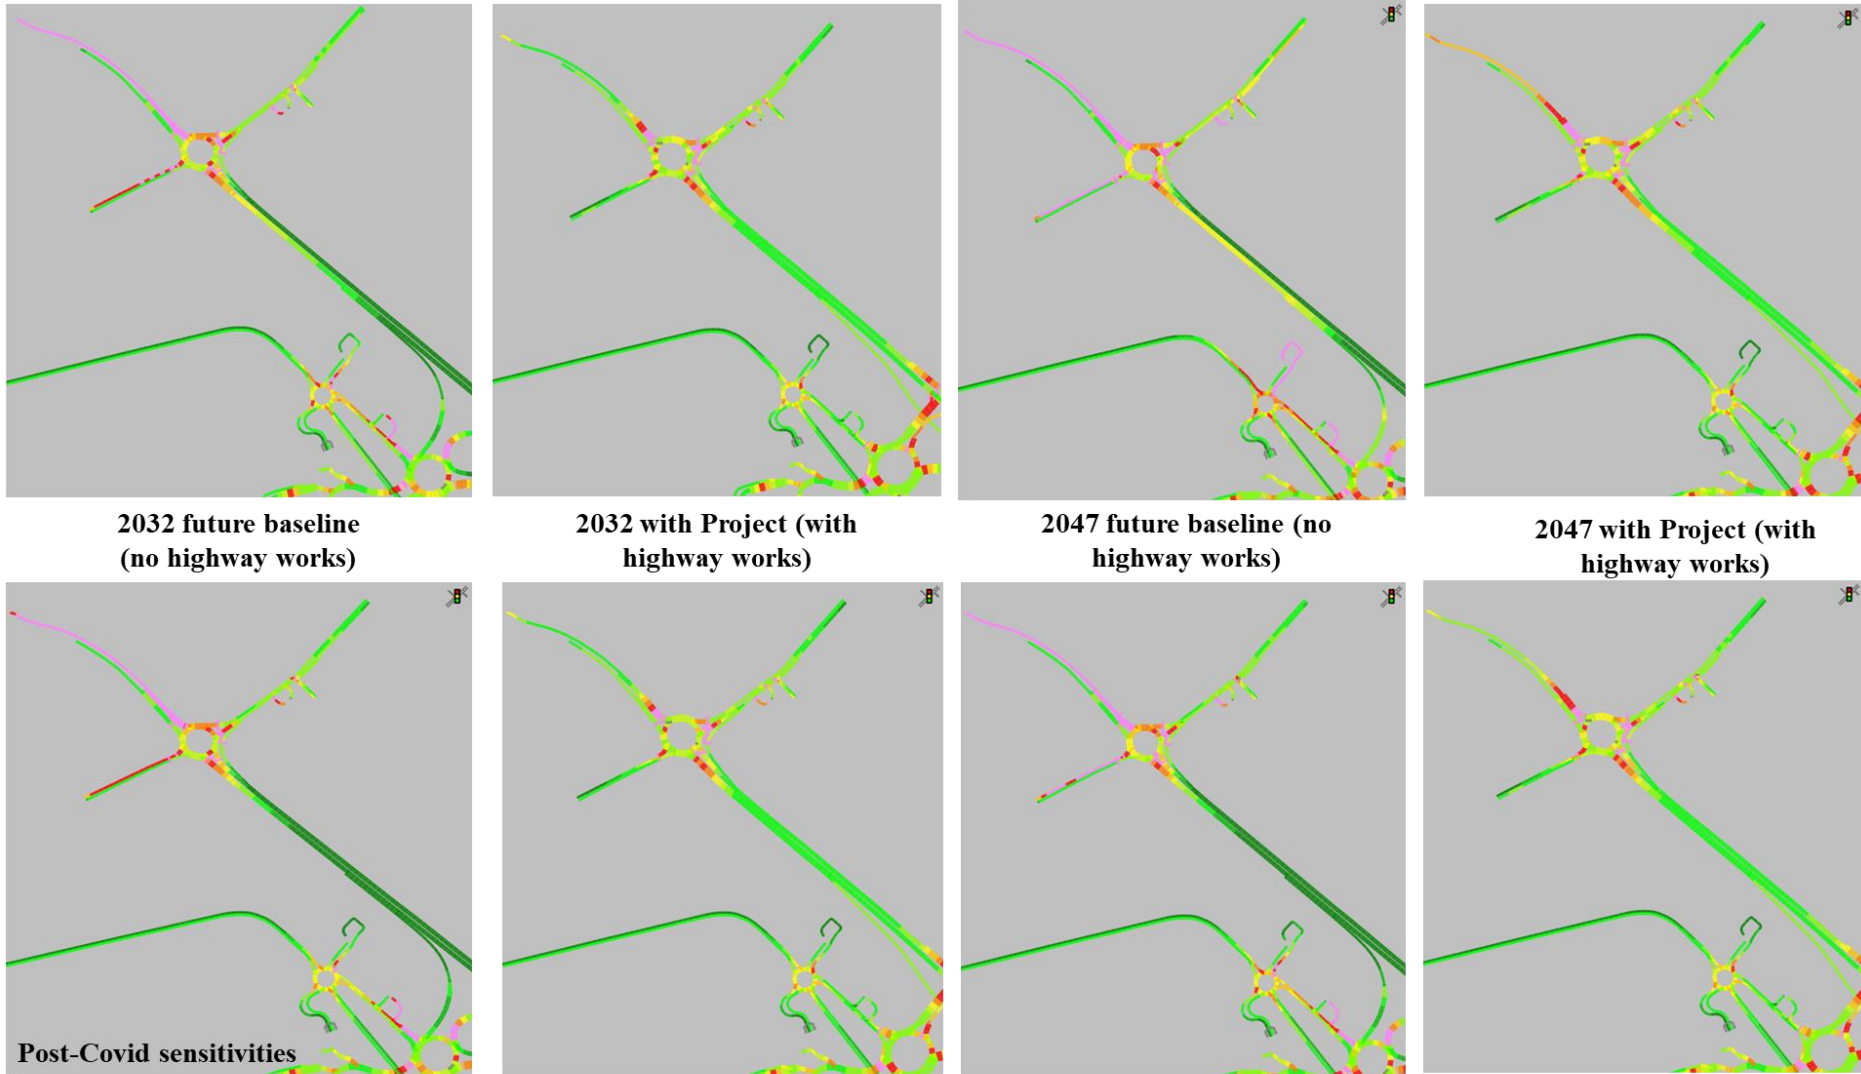 2032 future baseline
(no highway works)
2032 with Project (with
highway works)
2047 future baseline (no
highway works)
2047 with Project (with
highway works)
Post-Covid sensitivities